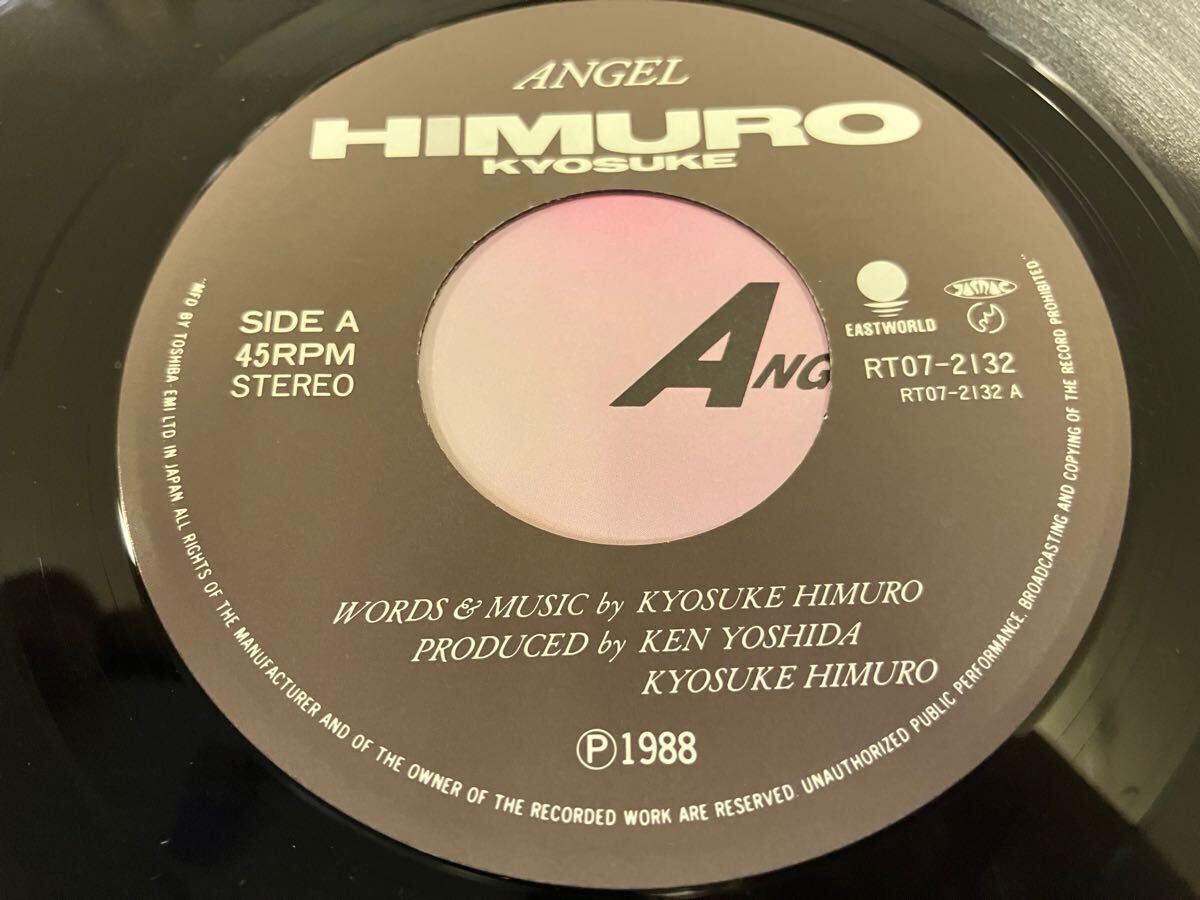 ANGEL
HIMURO
KYOSUKE
SIDE A
45RPM
STEREO
ANG
EASTWORLD
JASRAC
RT07-2132
RT07-2132 A
WORDS & MUSIC by KYOSUKE HIMURO
PRODUCED by KEN YOSHIDA
KYOSUKE HIMURO
Ⓟ1988
"MFD BY TOSHIBA-EMI LTD. IN JAPAN ALL RIGHTS OF THE MANUFACTURER AND OF THE OWNER OF THE RECORDED WORK ARE RESERVED. UNAUTHORIZED PUBLIC PERFORMANCE, BROADCASTING AND COPYING OF THE RECORD PROHIBITED."